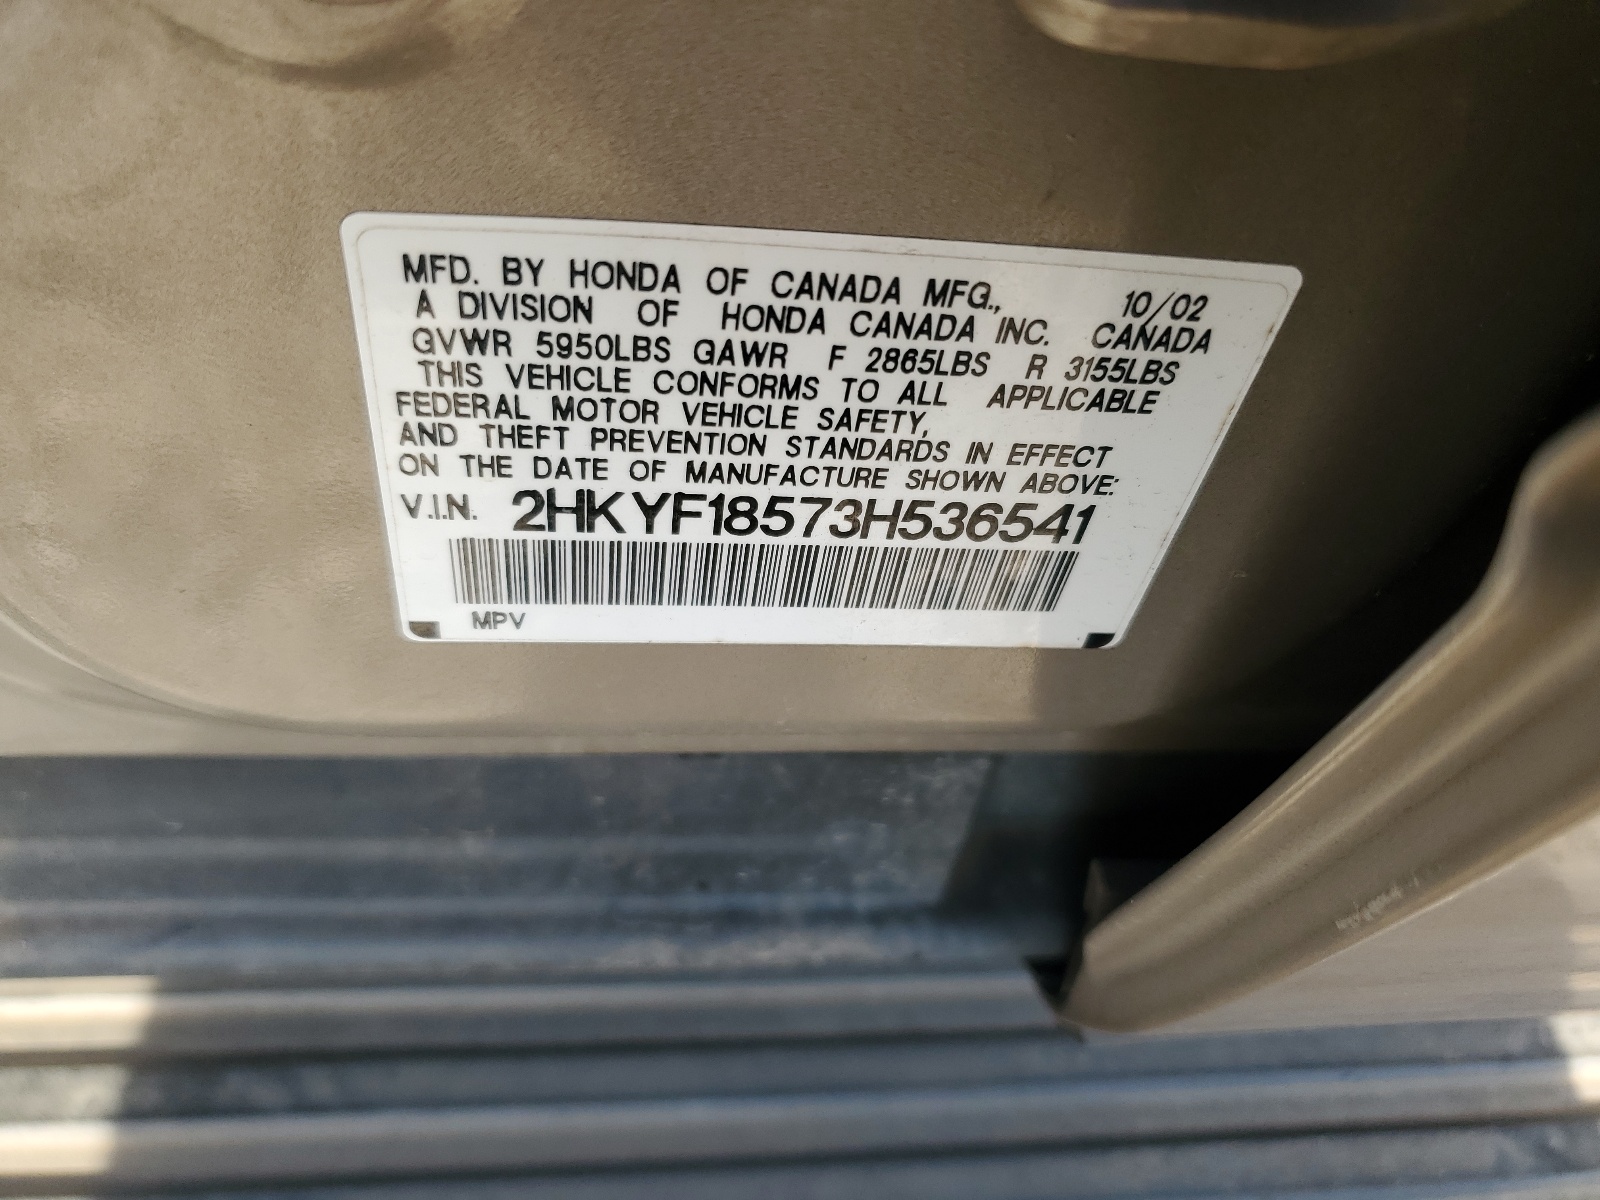 MFD. BY HONDA OF CANADA MFG., 10/02
A DIVISION OF HONDA CANADA INC. CANADA
GVWR 5950LBS GAWR F 2865LBS R 3155LBS
THIS VEHICLE CONFORMS TO ALL APPLICABLE
FEDERAL MOTOR VEHICLE SAFETY,
AND THEFT PREVENTION STANDARDS IN EFFECT
ON THE DATE OF MANUFACTURE SHOWN ABOVE:
V.I.N. 2HKYF18573H536541
MPV